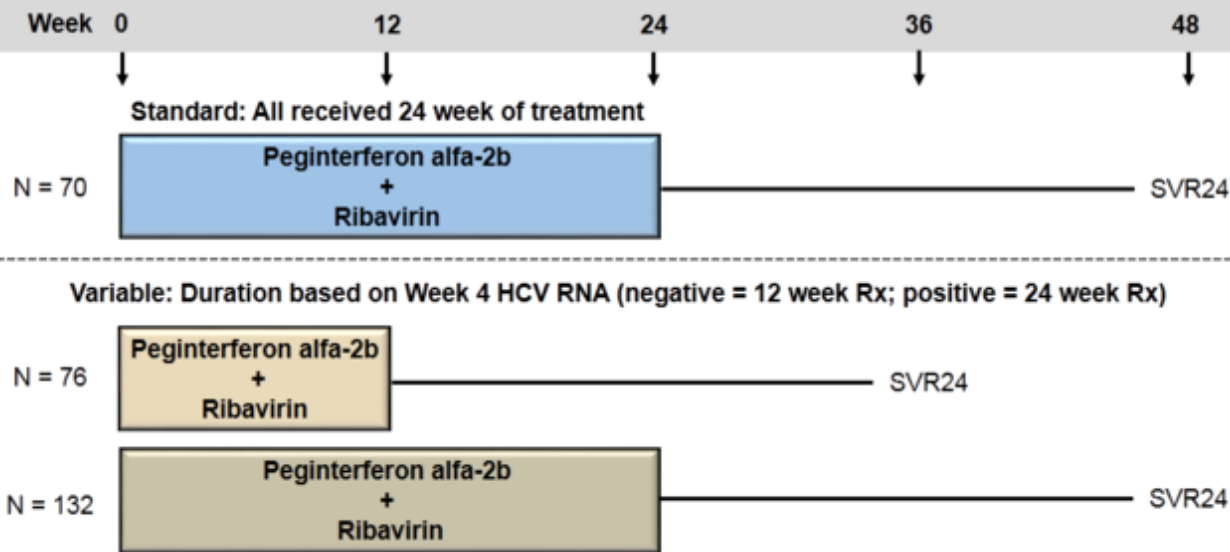 Week 0 12 24 36 48
Standard: All received 24 week of treatment
Peginterferon alfa-2b
+
Ribavirin
N = 70
SVR24
Variable: Duration based on Week 4 HCV RNA (negative = 12 week Rx; positive = 24 week Rx)
Peginterferon alfa-2b
+
Ribavirin
N = 76
SVR24
Peginterferon alfa-2b
+
Ribavirin
N = 132
SVR24